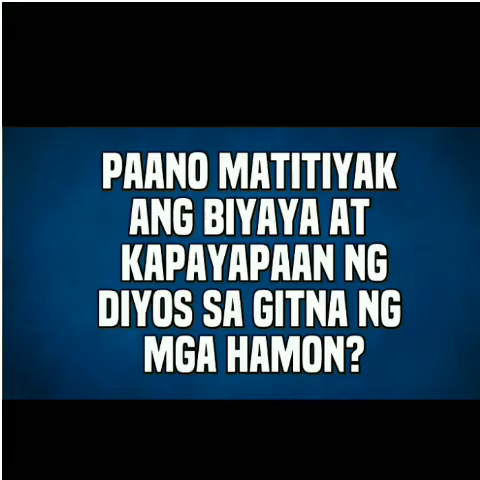 PAANO MATITIYAK
ANG BIYAYA AT
KAPAYAPAAN NG
DIYOS SA GITNA NG
MGA HAMON?